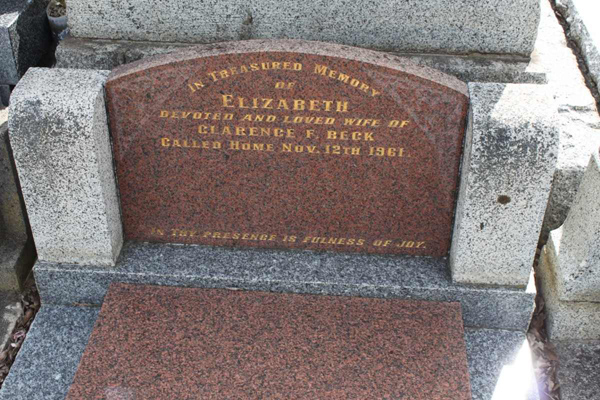 In Treasured Memory
OF
ELIZABETH
DEVOTED AND LOVED WIFE OF
CLARENCE F. BECK
CALLED HOME NOV. 12TH 1961.
IN THY PRESENCE IS FULNESS OF JOY.